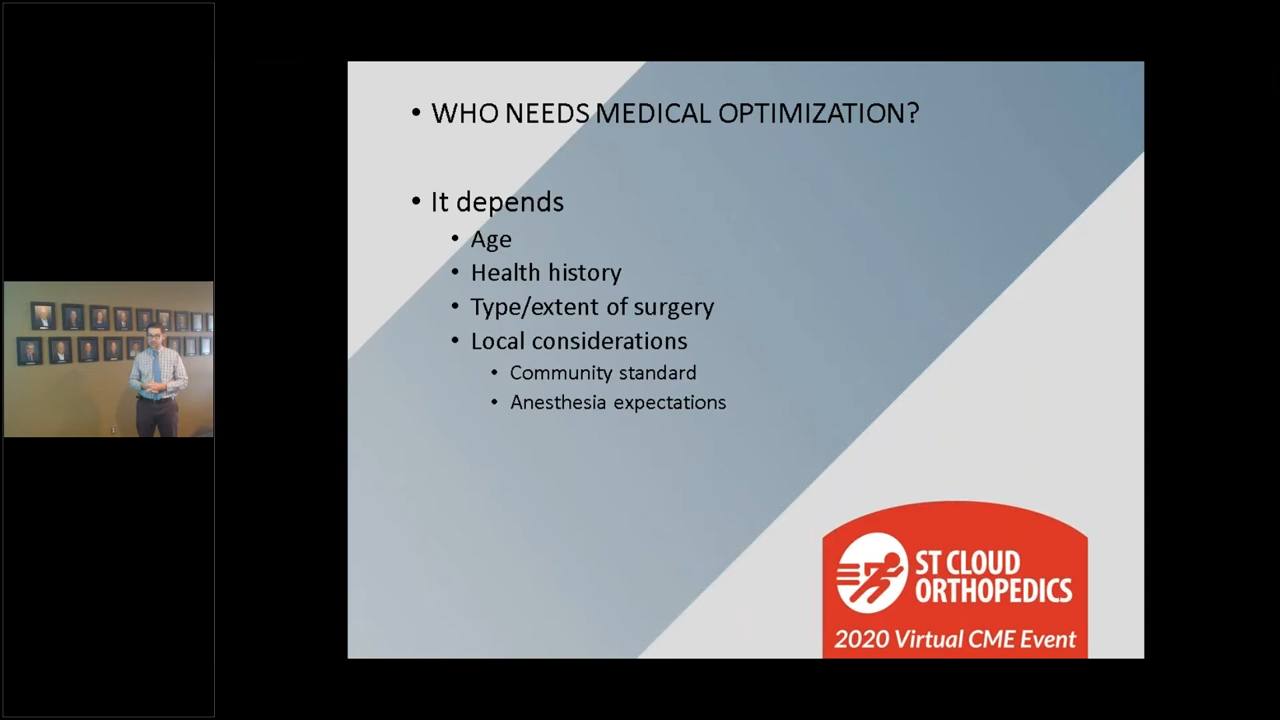 • WHO NEEDS MEDICAL OPTIMIZATION?
• It depends
• Age
• Health history
• Type/extent of surgery
• Local considerations
• Community standard
• Anesthesia expectations
ST CLOUD
ORTHOPEDICS
2020 Virtual CME Event